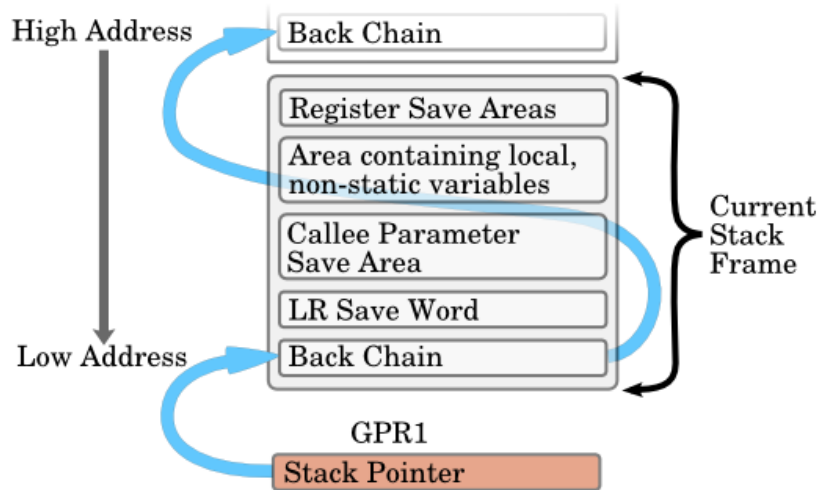 High Address
Back Chain
Register Save Areas
Area containing local,
non-static variables
Callee Parameter
Save Area
Current
Stack
Frame
LR Save Word
Low Address
Back Chain
GPR1
Stack Pointer